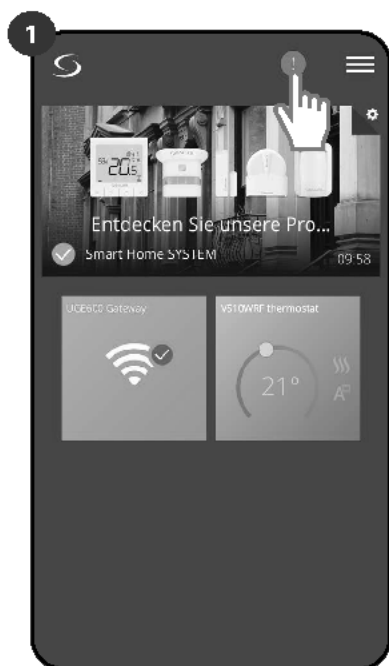 1
!
Entdecken Sie unsere Pro...
Smart Home SYSTEM
09:58
UGE600 Gateway
VS10WRF thermostat
21°